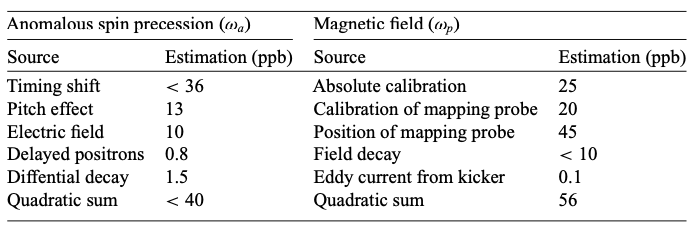 Anomalous spin precession (ωₐ) Magnetic field (ωₚ)
Source Estimation (ppb) Source Estimation (ppb)
Timing shift < 36 Absolute calibration 25
Pitch effect 13 Calibration of mapping probe 20
Electric field 10 Position of mapping probe 45
Delayed positrons 0.8 Field decay < 10
Diffential decay 1.5 Eddy current from kicker 0.1
Quadratic sum < 40 Quadratic sum 56